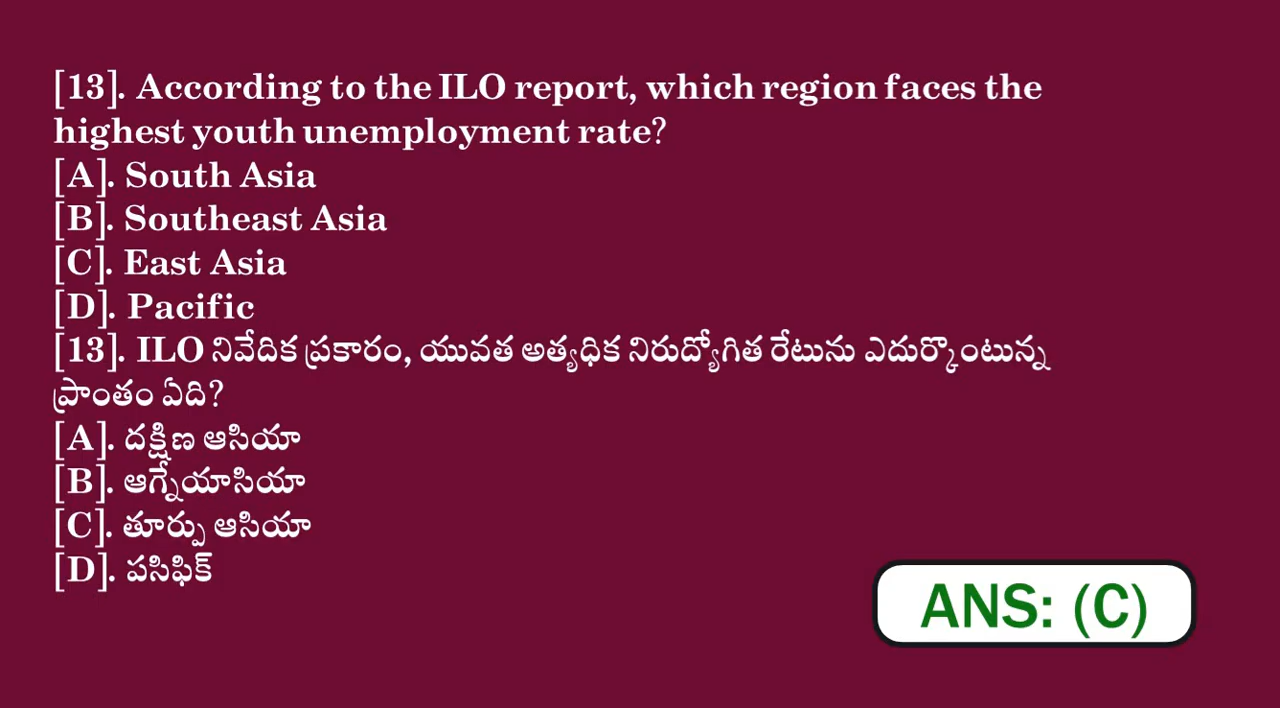 [13]. According to the ILO report, which region faces the
highest youth unemployment rate?
[A]. South Asia
[B]. Southeast Asia
[C]. East Asia
[D]. Pacific
[13]. ILO నివేదిక ప్రకారం, యువత అత్యధిక నిరుద్యోగిత రేటును ఎదుర్కొంటున్న
ప్రాంతం ఏది?
[A]. దక్షిణ ఆసియా
[B]. ఆగ్నేయాసియా
[C]. తూర్పు ఆసియా
[D]. పసిఫిక్
ANS: (C)